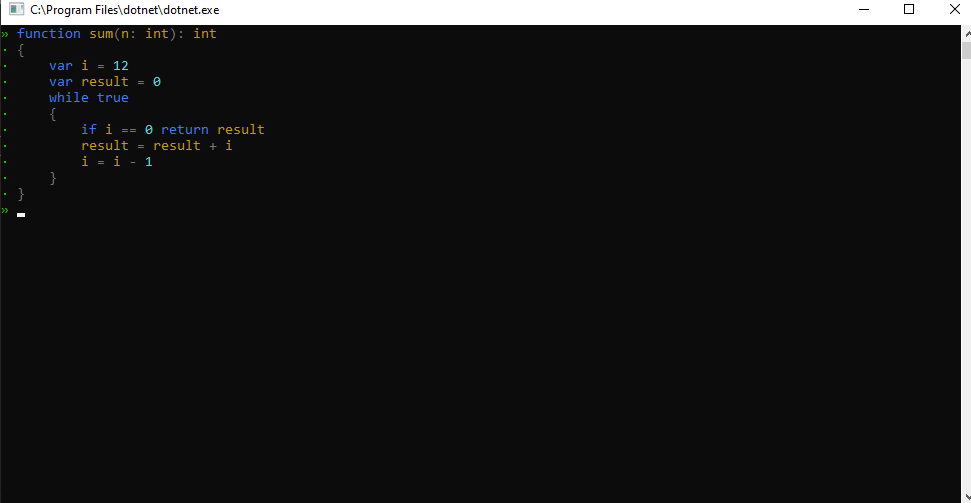 C:\Program Files\dotnet\dotnet.exe
» function sum(n: int): int
· {
·     var i = 12
·     var result = 0
·     while true
·     {
·         if i == 0 return result
·         result = result + i
·         i = i - 1
·     }
· }
»